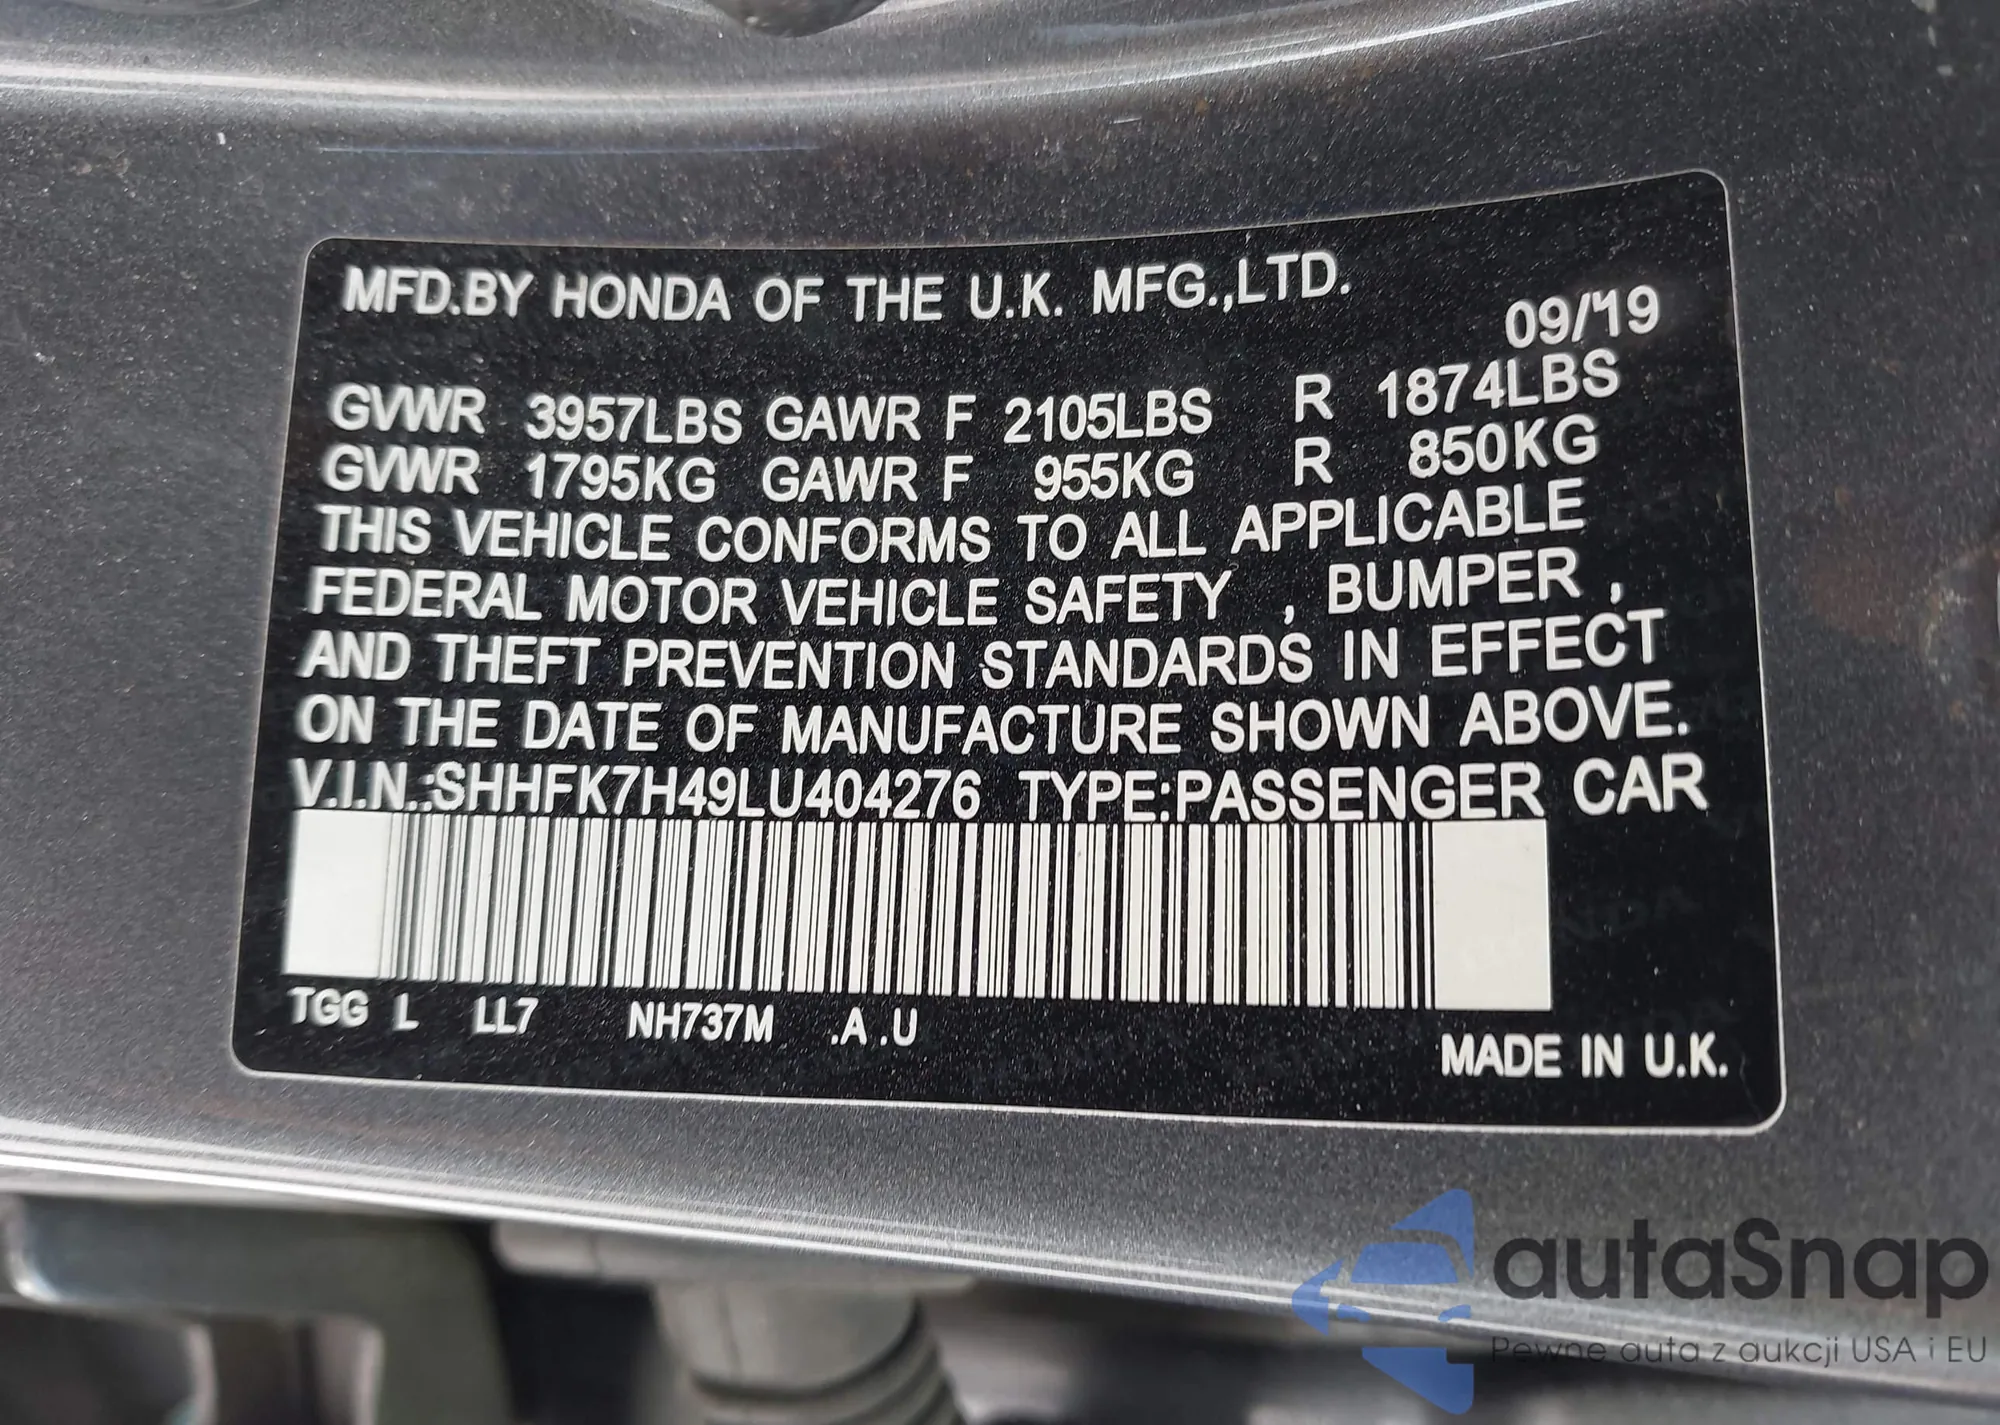 MFD.BY HONDA OF THE U.K. MFG.,LTD.
09/19
GVWR 3957LBS GAWR F 2105LBS R 1874LBS
GVWR 1795KG GAWR F 955KG R 850KG
THIS VEHICLE CONFORMS TO ALL APPLICABLE
FEDERAL MOTOR VEHICLE SAFETY , BUMPER ,
AND THEFT PREVENTION STANDARDS IN EFFECT
ON THE DATE OF MANUFACTURE SHOWN ABOVE.
V.I.N.:SHHFK7H49LU404276 TYPE:PASSENGER CAR
TGG L LL7 NH737M .A .U
MADE IN U.K.
autaSnap
Pewne auta z aukcji USA i EU